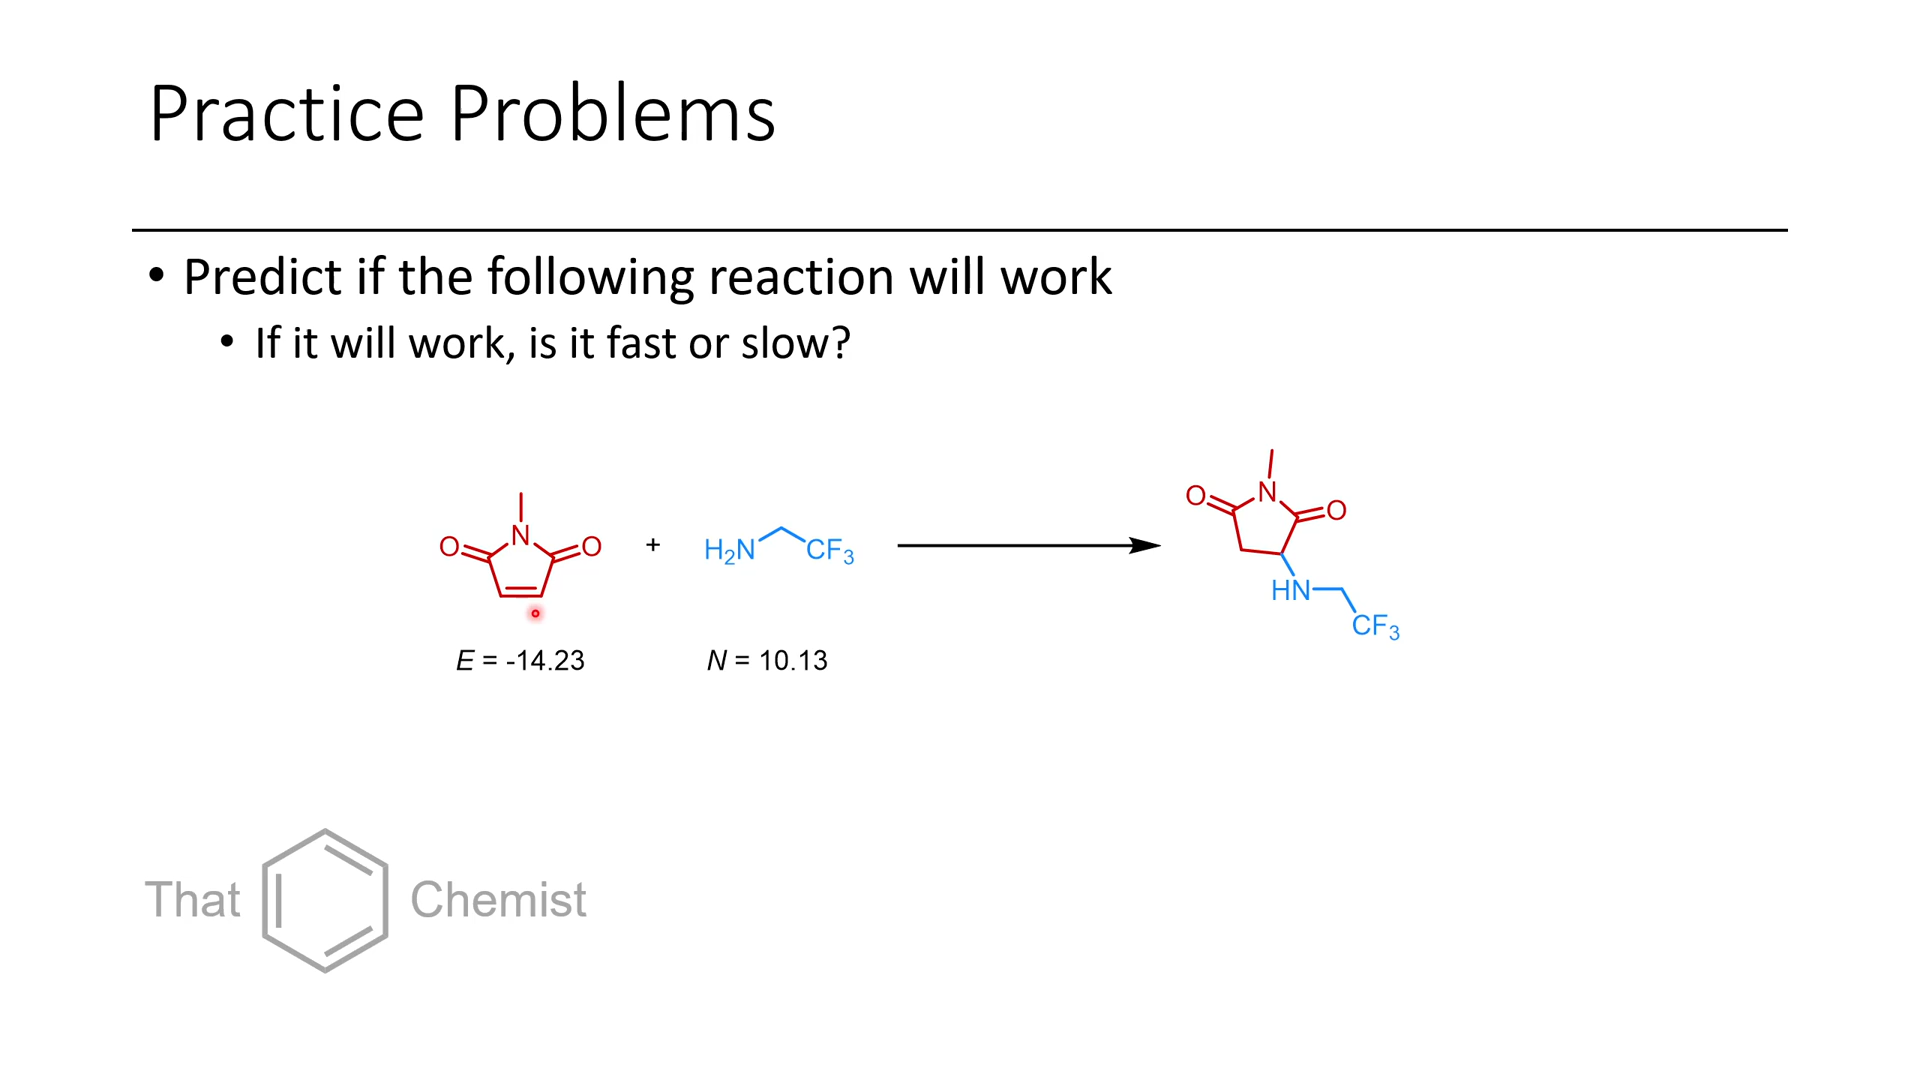 Practice Problems
• Predict if the following reaction will work
• If it will work, is it fast or slow?
N
O
O
+
H₂N
CF₃
N
O
O
HN
CF₃
E = -14.23
N = 10.13
That Chemist